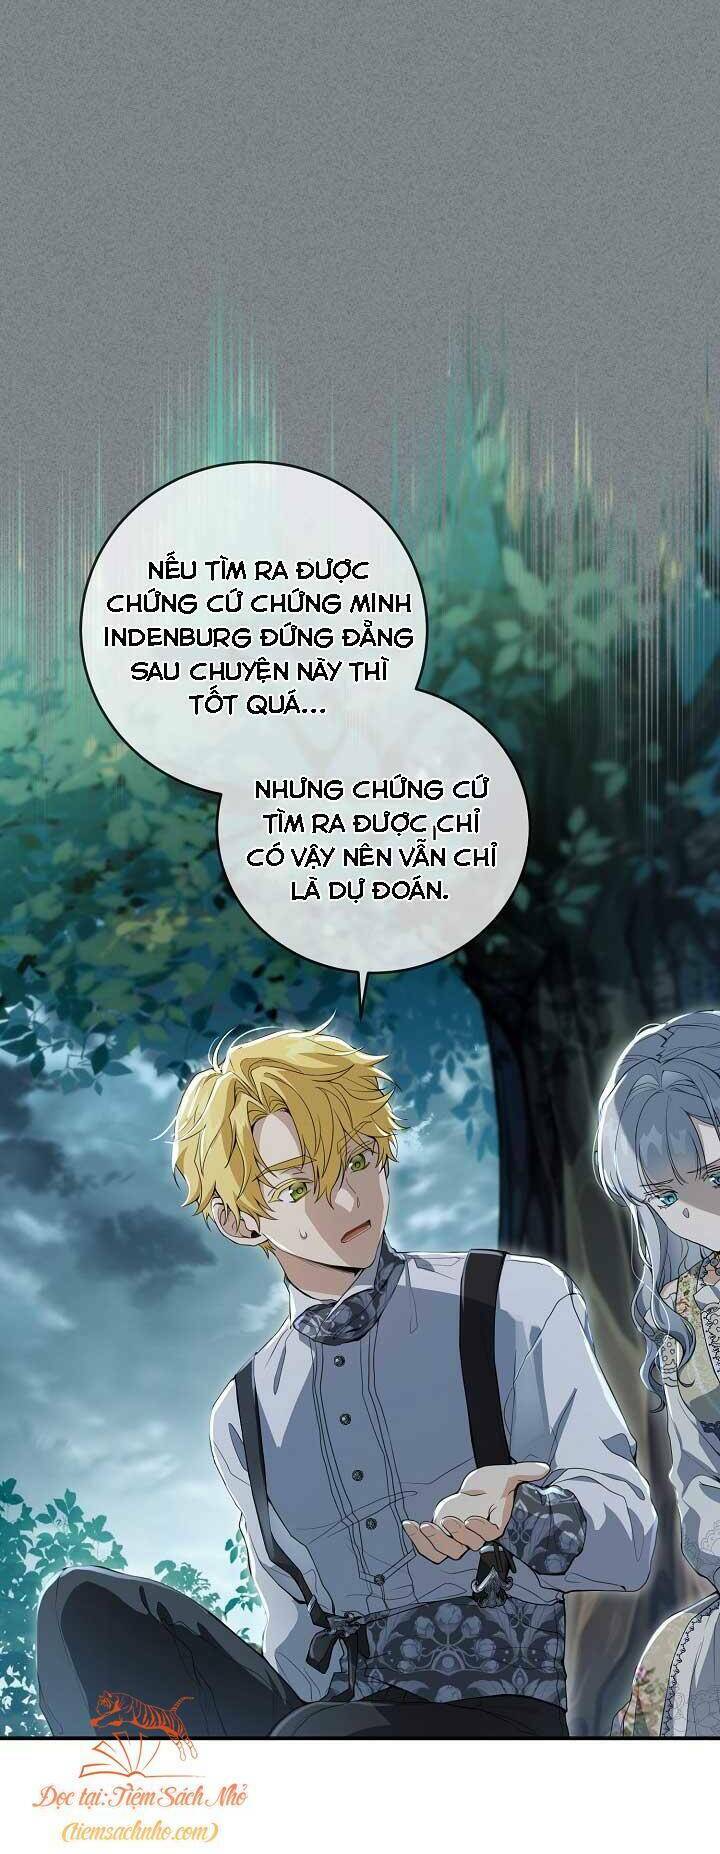 NẾU TÌM RA ĐƯỢC
CHỨNG CỨ CHỨNG MINH
INDENBURG ĐỨNG ĐẰNG
SAU CHUYỆN NÀY THÌ
TỐT QUÁ...
NHƯNG CHỨNG CỨ
TÌM RA ĐƯỢC CHỈ
CÓ VẬY NÊN VẪN CHỈ
LÀ DỰ ĐOÁN.
Đọc tại: Tiệm Sách Nhỏ
(tiemsachnho.com)